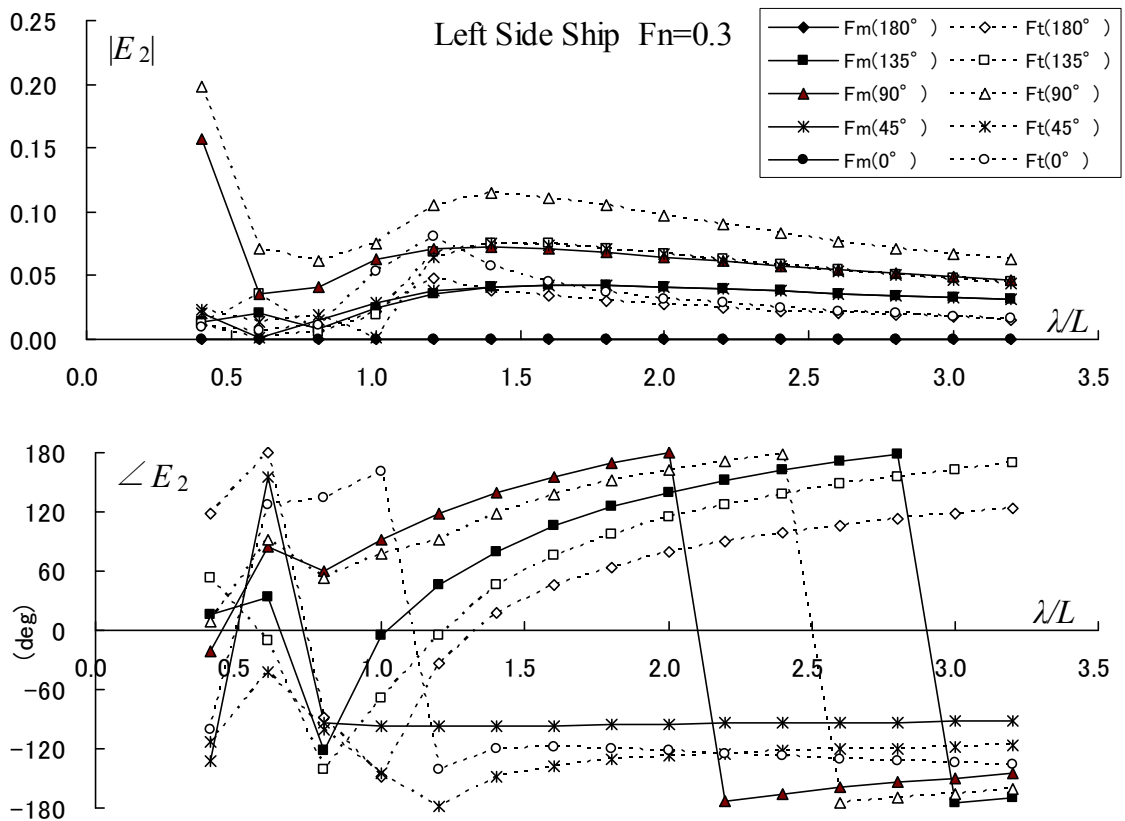 Left Side Ship Fn=0.3
|E2|
Fm(180°) Ft(180°)
Fm(135°) Ft(135°)
Fm(90°) Ft(90°)
Fm(45°) Ft(45°)
Fm(0°) Ft(0°)
0.25
0.20
0.15
0.10
0.05
0.00
λ/L
0.0 0.5 1.0 1.5 2.0 2.5 3.0 3.5
∠E2
180
120
60
0
-60
-120
-180
(deg)
λ/L
0.0 0.5 1.0 1.5 2.0 2.5 3.0 3.5